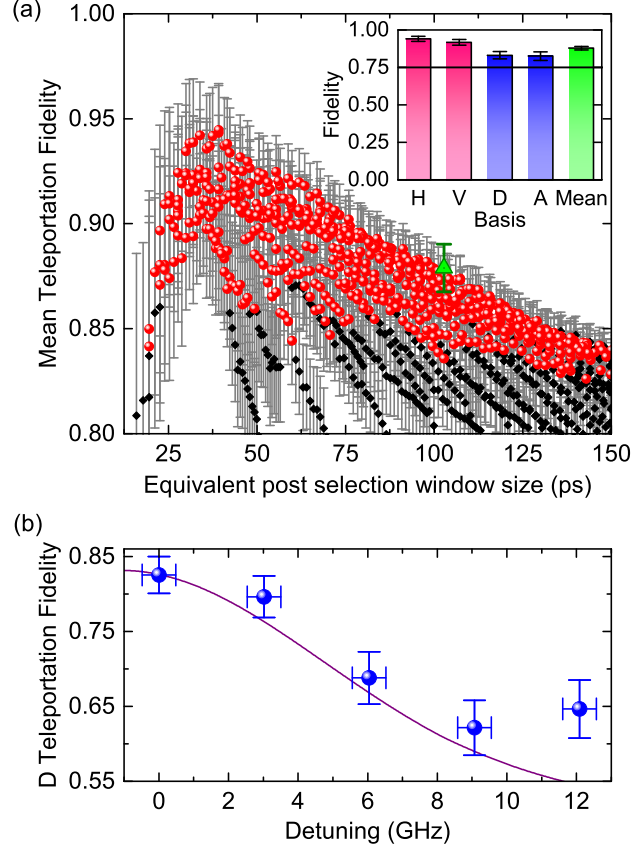 (a)
1.00
0.95
0.90
0.85
0.80
Mean Teleportation Fidelity
25 50 75 100 125 150
Equivalent post selection window size (ps)
1.00
0.75
0.50
0.25
0.00
Fidelity
H V D A Mean
Basis
(b)
0.85
0.75
0.65
0.55
D Teleportation Fidelity
0 2 4 6 8 10 12
Detuning (GHz)